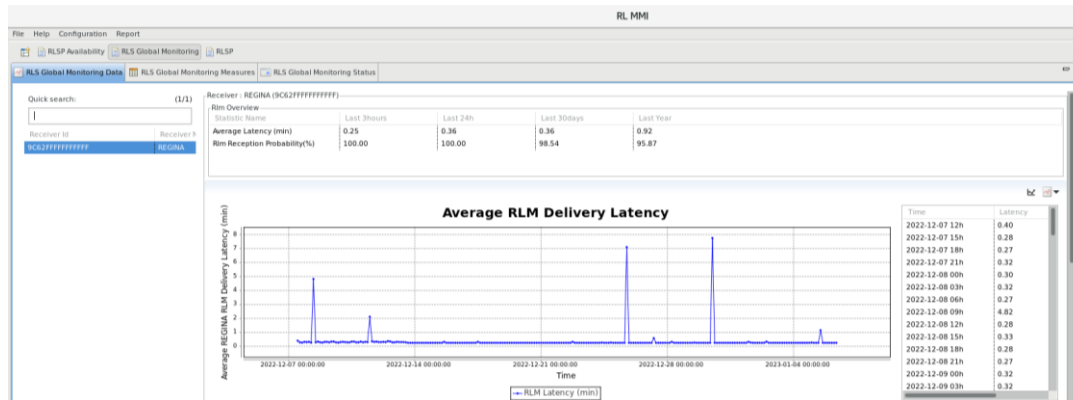 RL MMI
File Help Configuration Report
RLSP Availability RLS Global Monitoring RLSP
RLS Global Monitoring Data RLS Global Monitoring Measures RLS Global Monitoring Status
Quick search: (1/1)
Receiver Id Receiver N
9C62FFFFFFFFFFF REGINA
Receiver : REGINA (9C62FFFFFFFFFFF)
Rlm Overview
Statistic Name Last 3hours Last 24h Last 30days Last Year
Average Latency (min) 0.25 0.36 0.36 0.92
Rlm Reception Probability(%) 100.00 100.00 98.54 95.87
Average RLM Delivery Latency
Average REGINA RLM Delivery Latency (min)
8
7
6
5
4
3
2
1
0
2022-12-07 00:00:00 2022-12-14 00:00:00 2022-12-21 00:00:00 2022-12-28 00:00:00 2023-01-04 00:00:00
Time
RLM Latency (min)
Time Latency
2022-12-07 12h 0.40
2022-12-07 15h 0.28
2022-12-07 18h 0.27
2022-12-07 21h 0.32
2022-12-08 00h 0.30
2022-12-08 03h 0.32
2022-12-08 06h 0.27
2022-12-08 09h 4.82
2022-12-08 12h 0.28
2022-12-08 15h 0.33
2022-12-08 18h 0.28
2022-12-08 21h 0.27
2022-12-09 00h 0.32
2022-12-09 03h 0.32